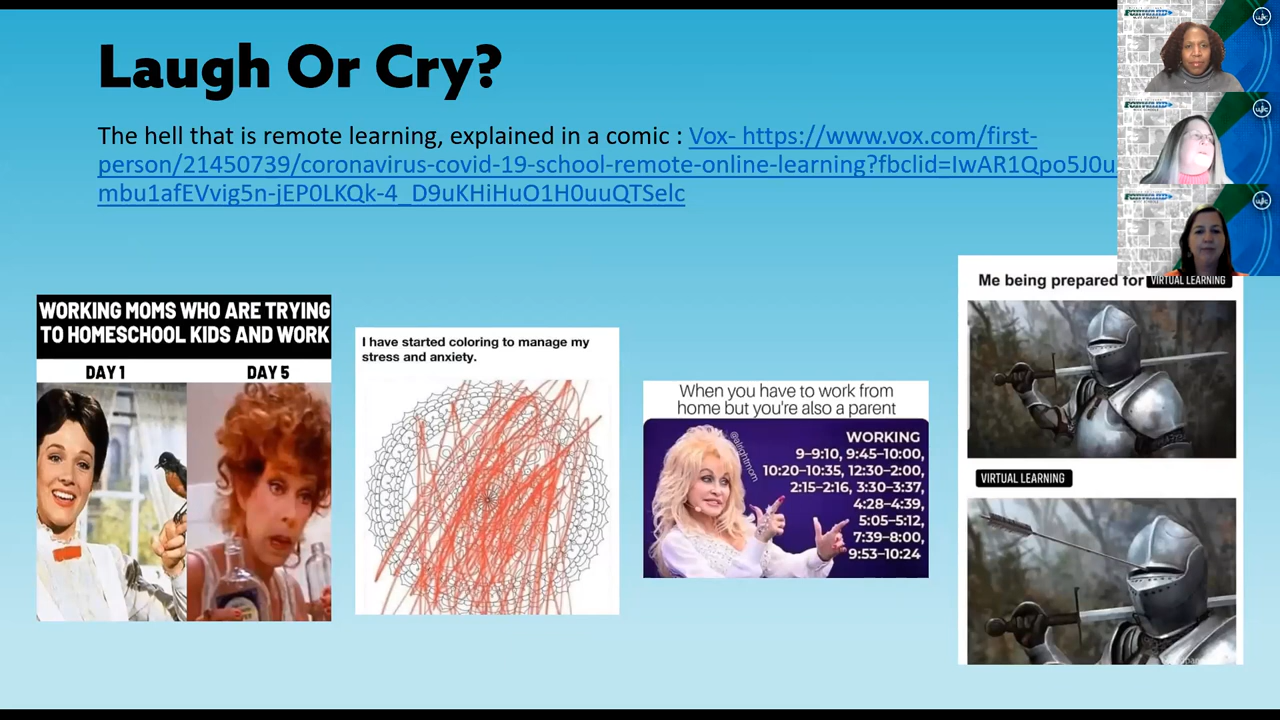 Laugh Or Cry?
The hell that is remote learning, explained in a comic : Vox- https://www.vox.com/first-
person/21450739/coronavirus-covid-19-school-remote-online-learning?fbclid=IwAR1Qpo5J0u
mbu1afEVvig5n-jEP0LKQk-4_D9uKHiHuO1H0uuQTSelc
WORKING MOMS WHO ARE TRYING
TO HOMESCHOOL KIDS AND WORK
DAY 1
DAY 5
I have started coloring to manage my
stress and anxiety.
When you have to work from
home but you're also a parent
@alrightmom
WORKING
9–9:10, 9:45–10:00,
10:20–10:35, 12:30–2:00,
2:15–2:16, 3:30–3:37,
4:28–4:39,
5:05–5:12,
7:39–8:00,
9:53–10:24
Me being prepared for VIRTUAL LEARNING
VIRTUAL LEARNING
FORWARD
FORWARD
FORWARD